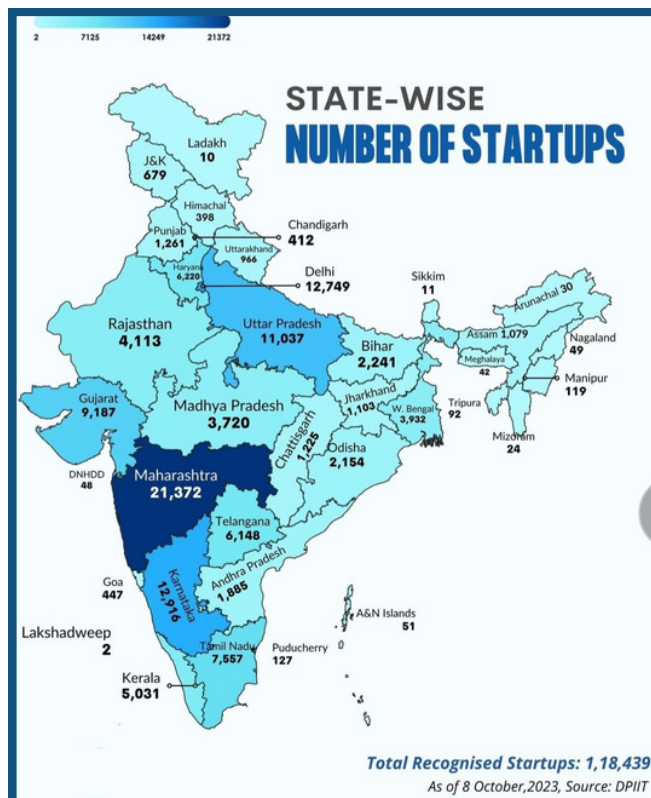 2 7125 14249 21372
STATE-WISE
NUMBER OF STARTUPS
Ladakh
10
J&K
679
Himachal
398
Chandigarh
412
Punjab
1,261
Uttarakhand
966
Haryana
6,220
Delhi
12,749
Sikkim
11
Arunachal 30
Rajasthan
4,113
Uttar Pradesh
11,037
Bihar
2,241
Assam 1,079
Nagaland
49
Meghalaya
42
Manipur
119
Gujarat
9,187
Madhya Pradesh
3,720
Jharkhand
1,103
W. Bengal
3,932
Tripura
92
Mizoram
24
Chattisgarh
1,225
Odisha
2,154
DNHDD
48
Maharashtra
21,372
Telangana
6,148
Andhra Pradesh
1,885
Goa
447
Karnataka
12,916
A&N Islands
51
Lakshadweep
2
Tamil Nadu
7,557
Puducherry
127
Kerala
5,031
Total Recognised Startups: 1,18,439
As of 8 October,2023, Source: DPIIT